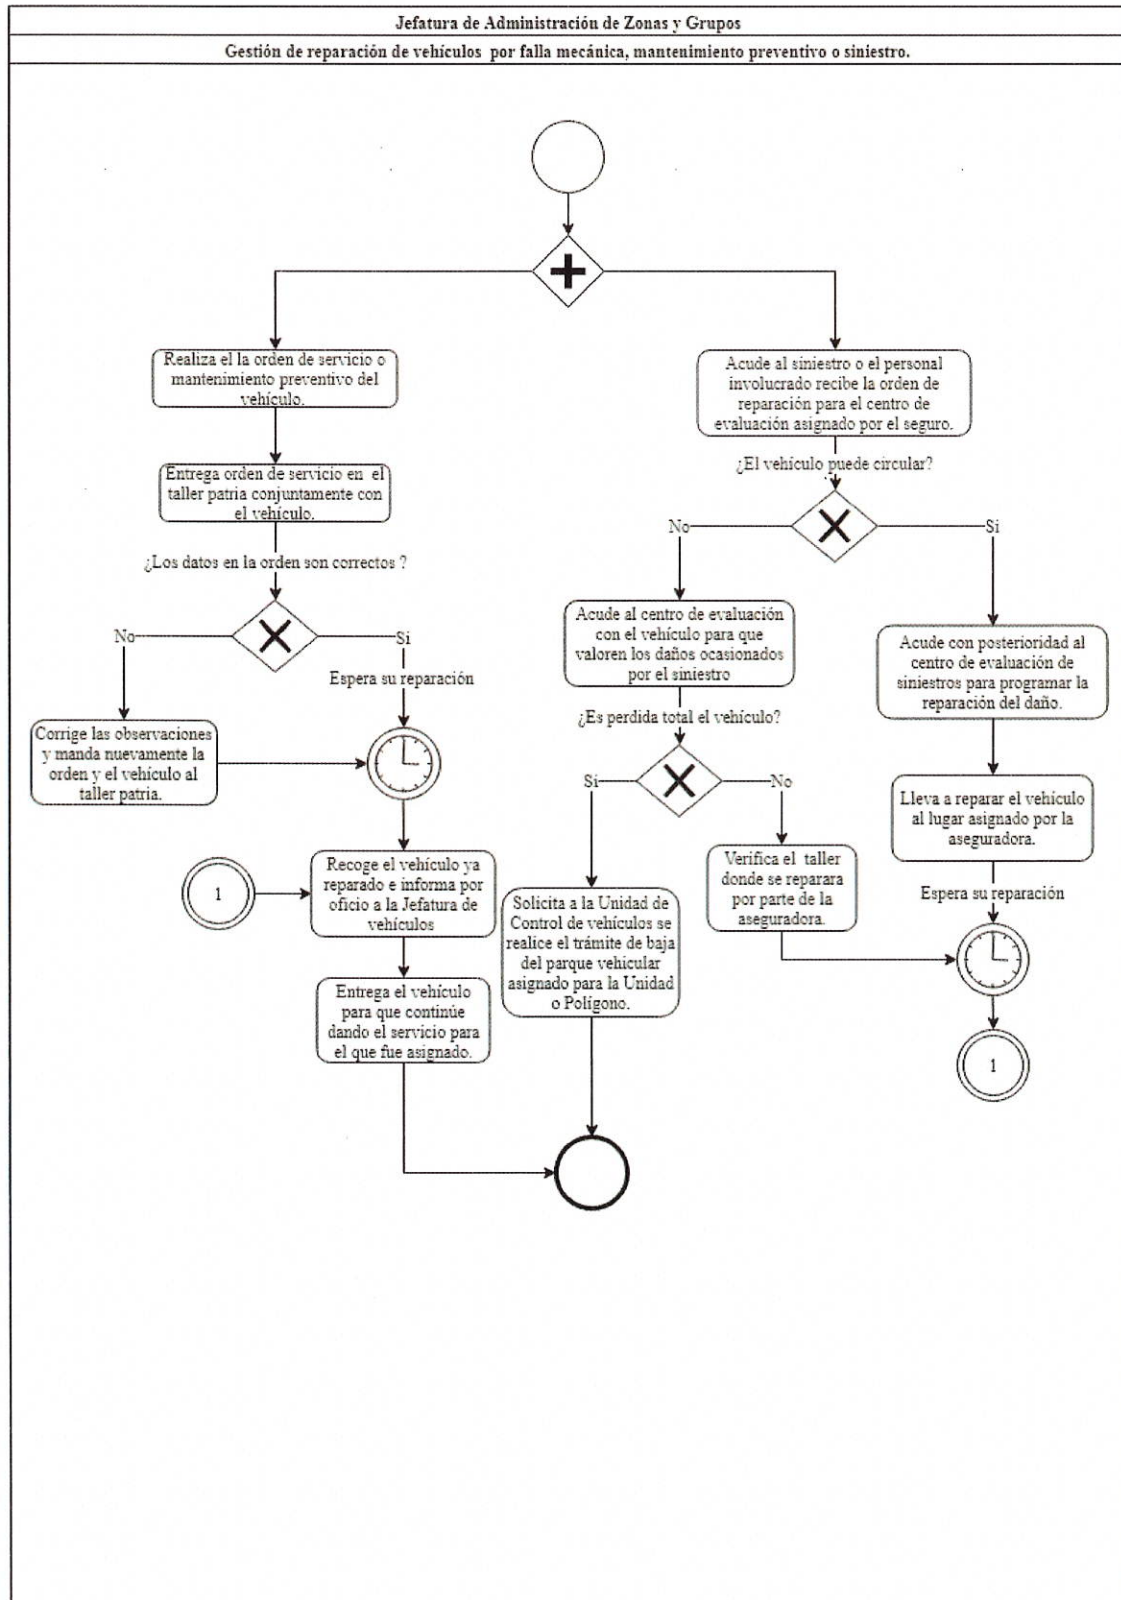 Jefatura de Administración de Zonas y Grupos
Gestión de reparación de vehículos por falla mecánica, mantenimiento preventivo o siniestro.
Realiza el la orden de servicio o
mantenimiento preventivo del
vehículo.
Acude al siniestro o el personal
involucrado recibe la orden de
reparación para el centro de
evaluación asignado por el seguro.
Entrega orden de servicio en el
taller patria conjuntamente con
el vehículo.
¿El vehículo puede circular?
No
Si
¿Los datos en la orden son correctos ?
No
Si
Acude al centro de evaluación
con el vehículo para que
valoren los daños ocasionados
por el siniestro
Acude con posterioridad al
centro de evaluación de
siniestros para programar la
reparación del daño.
Espera su reparación
¿Es perdida total el vehículo?
Corrige las observaciones
y manda nuevamente la
orden y el vehículo al
taller patria.
Si
No
Lleva a reparar el vehículo
al lugar asignado por la
aseguradora.
Recoge el vehículo ya
reparado e informa por
oficio a la Jefatura de
vehículos
1
Verifica el taller
donde se reparara
por parte de la
aseguradora.
Espera su reparación
Solicita a la Unidad de
Control de vehículos se
realice el trámite de baja
del parque vehicular
asignado para la Unidad
o Polígono.
Entrega el vehículo
para que continúe
dando el servicio para
el que fue asignado.
1